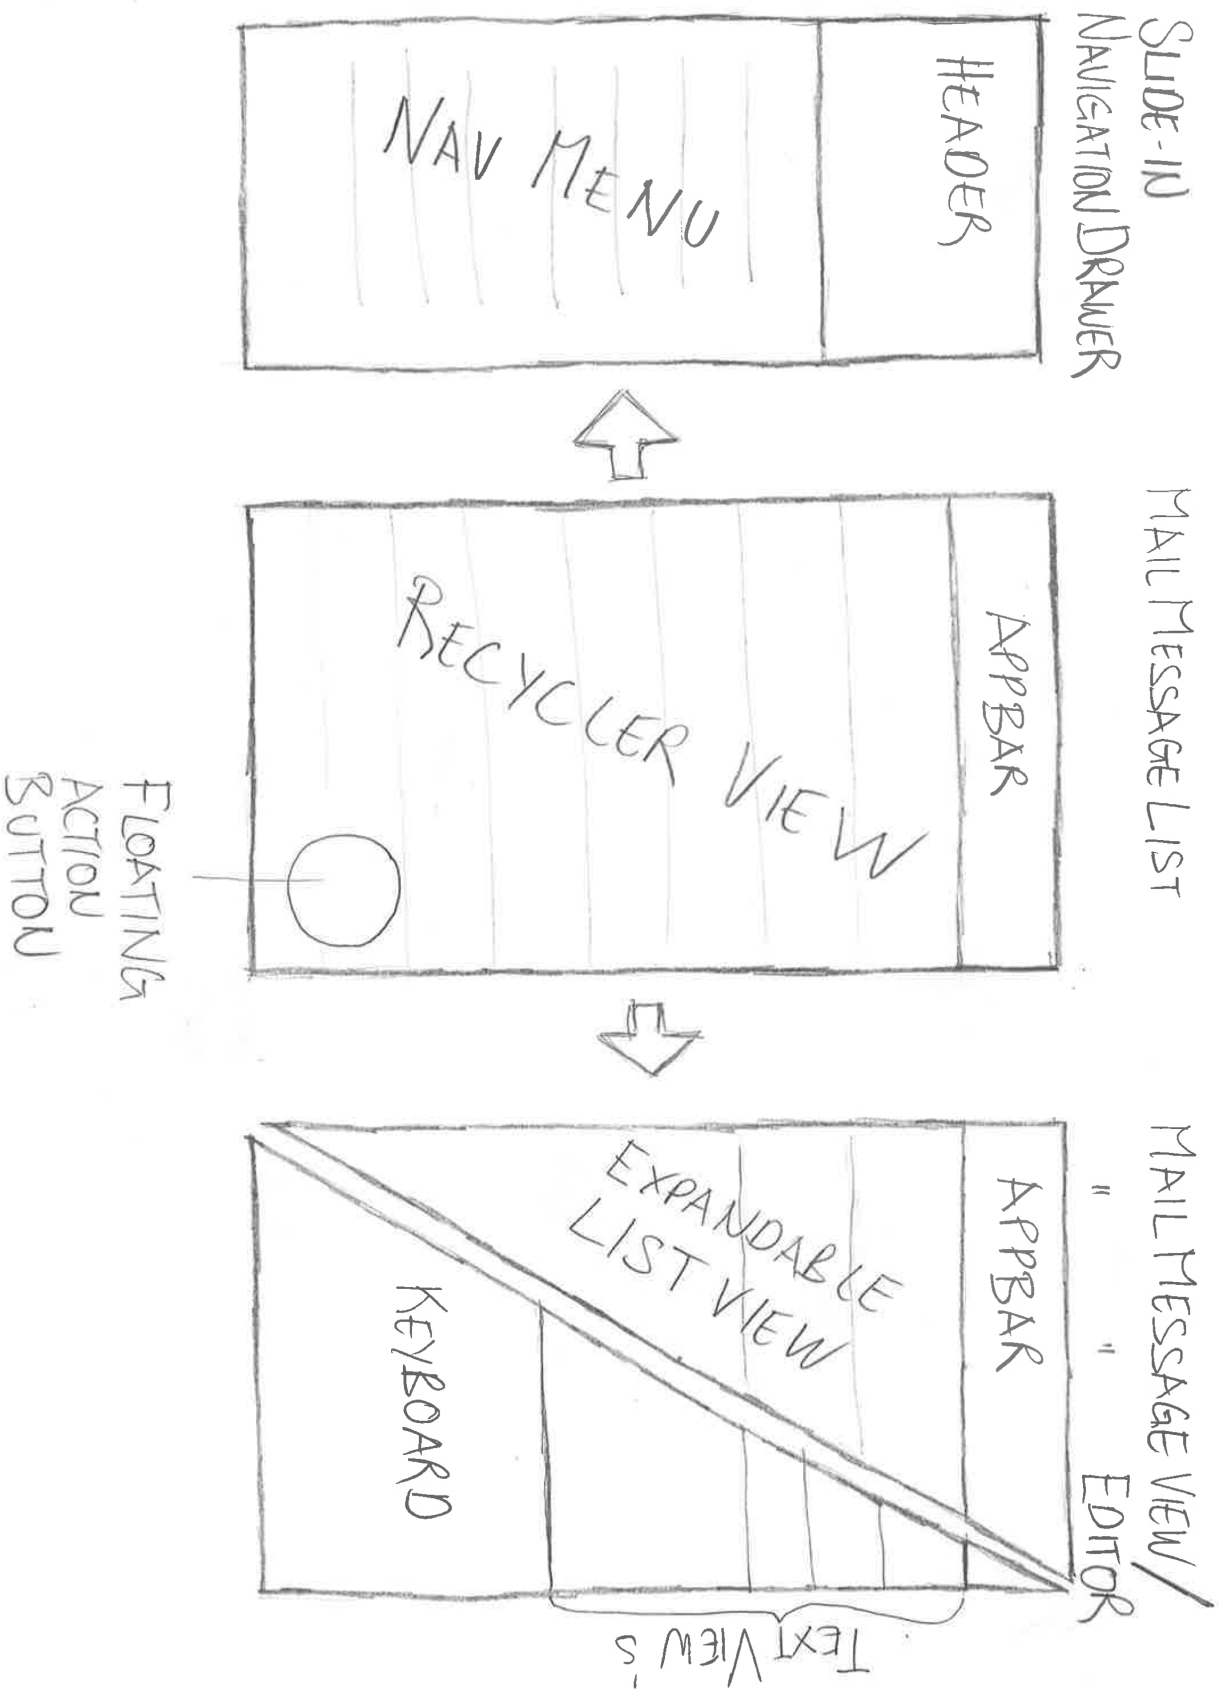 SLIDE-IN
NAVIGATION DRAWER
HEADER
NAV MENU
MAIL MESSAGE LIST
APPBAR
RECYCLER VIEW
FLOATING
ACTION
BUTTON
MAIL MESSAGE VIEW/
" " EDITOR
APPBAR
EXPANDABLE
LIST VIEW
KEYBOARD
TEXT VIEW'S